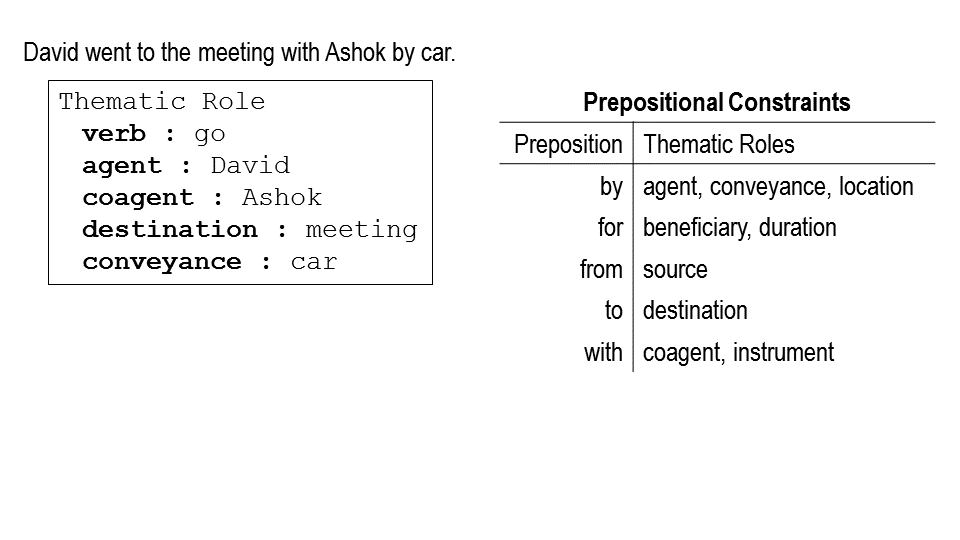 David went to the meeting with Ashok by car.
Thematic Role
verb : go
agent : David
coagent : Ashok
destination : meeting
conveyance : car
Prepositional Constraints
Preposition Thematic Roles
by agent, conveyance, location
for beneficiary, duration
from source
to destination
with coagent, instrument